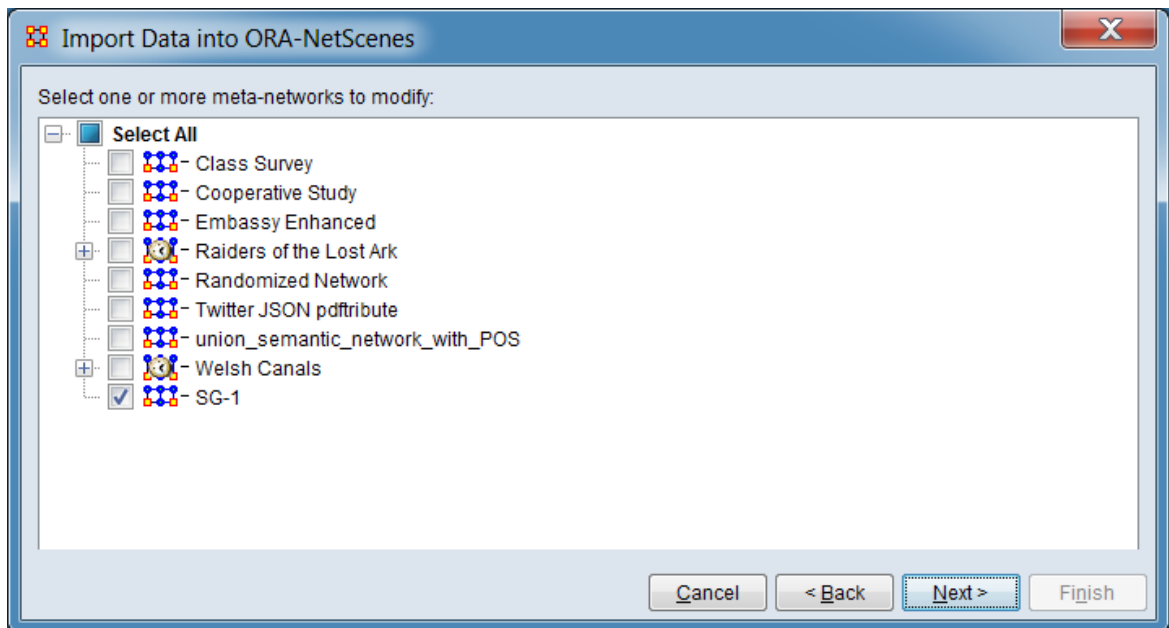 Import Data into ORA-NetScenes
Select one or more meta-networks to modify:
Select All
Class Survey
Cooperative Study
Embassy Enhanced
Raiders of the Lost Ark
Randomized Network
Twitter JSON pdftribute
union_semantic_network_with_POS
Welsh Canals
SG-1
Cancel < Back Next > Finish